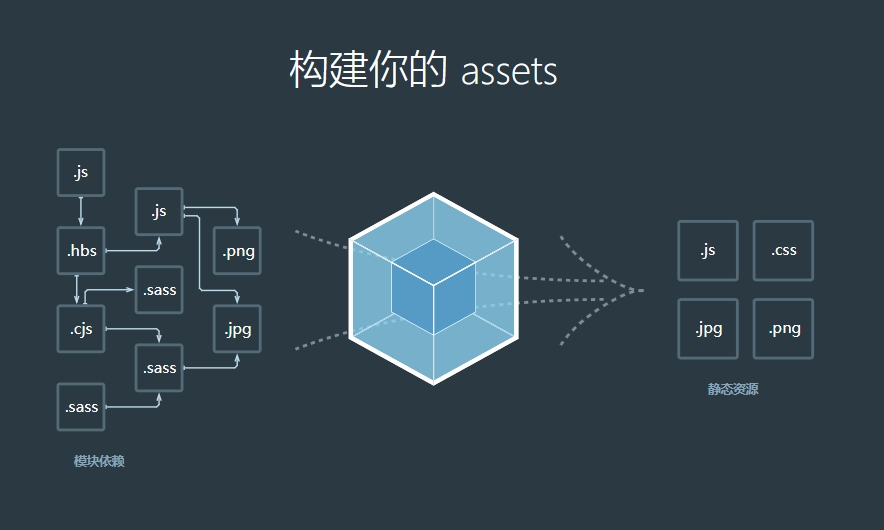 构建你的 assets
.js
.js
.hbs
.png
.sass
.cjs
.jpg
.sass
.sass
模块依赖
.js
.css
.jpg
.png
静态资源